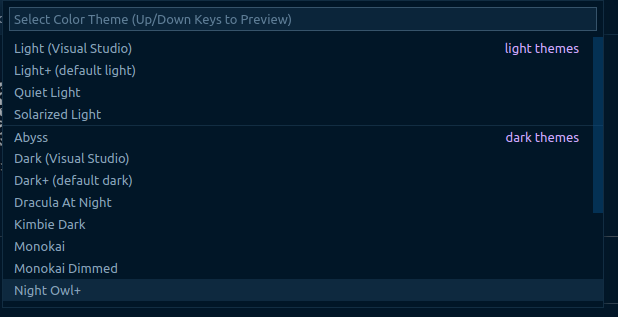 Select Color Theme (Up/Down Keys to Preview)
Light (Visual Studio) light themes
Light+ (default light)
Quiet Light
Solarized Light
Abyss dark themes
Dark (Visual Studio)
Dark+ (default dark)
Dracula At Night
Kimbie Dark
Monokai
Monokai Dimmed
Night Owl+